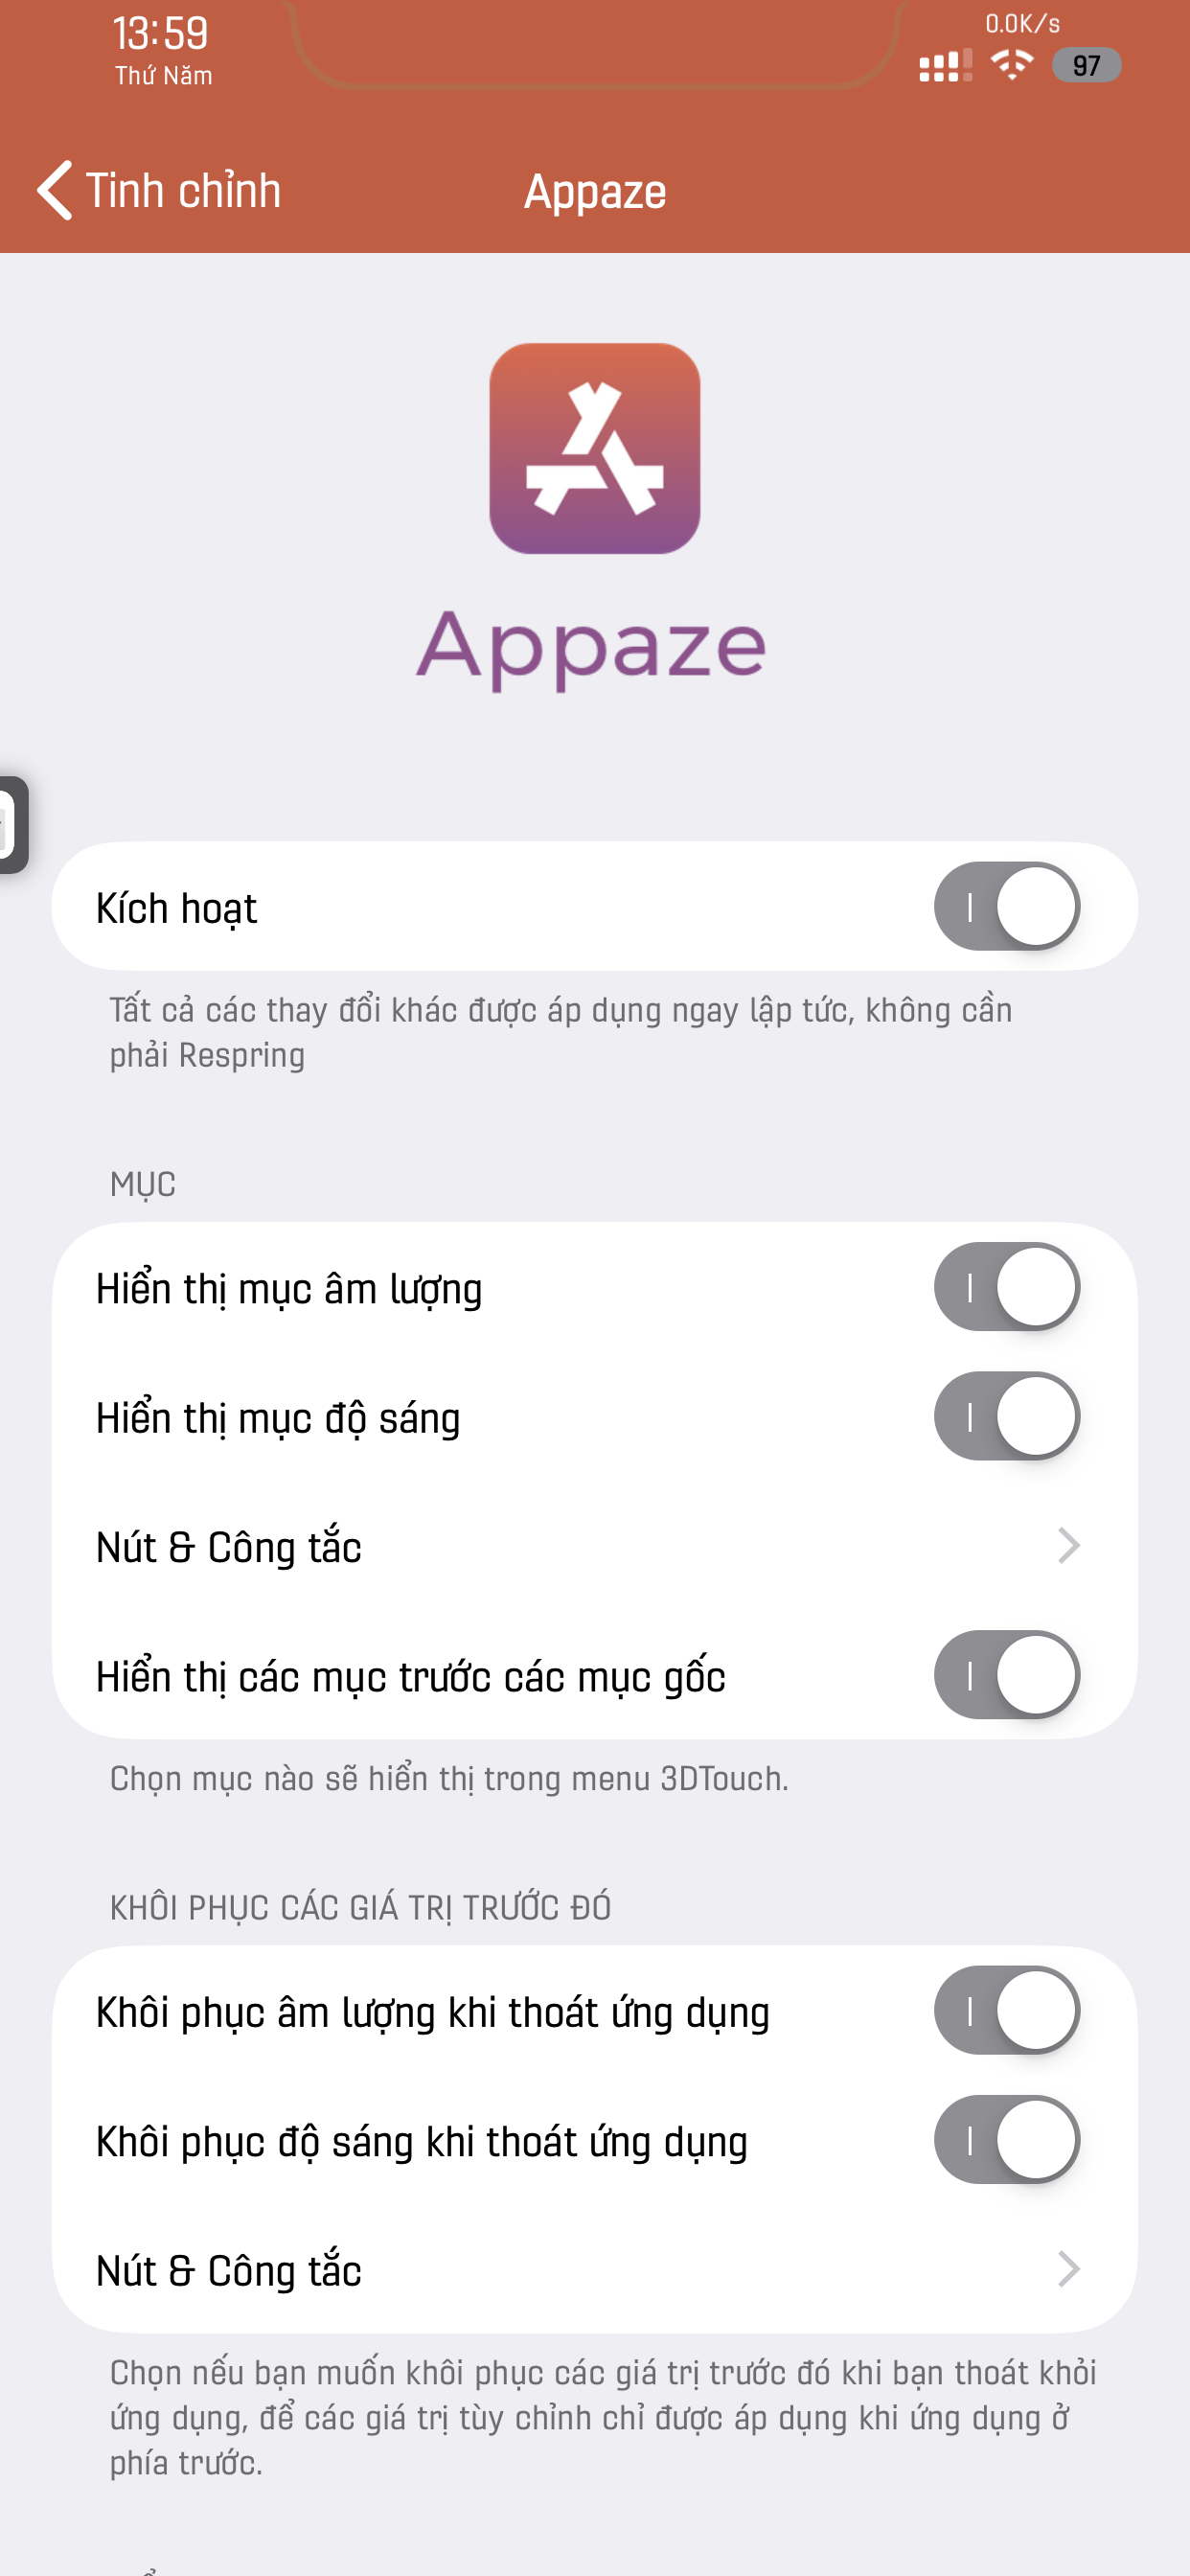 13:59
Thứ Năm
0.0K/s
97
Tinh chỉnh
Appaze
Appaze
Kích hoạt
Tất cả các thay đổi khác được áp dụng ngay lập tức, không cần
phải Respring
MỤC
Hiển thị mục âm lượng
Hiển thị mục độ sáng
Nút & Công tắc
Hiển thị các mục trước các mục gốc
Chọn mục nào sẽ hiển thị trong menu 3DTouch.
KHÔI PHỤC CÁC GIÁ TRỊ TRƯỚC ĐÓ
Khôi phục âm lượng khi thoát ứng dụng
Khôi phục độ sáng khi thoát ứng dụng
Nút & Công tắc
Chọn nếu bạn muốn khôi phục các giá trị trước đó khi bạn thoát khỏi
ứng dụng, để các giá trị tùy chỉnh chỉ được áp dụng khi ứng dụng ở
phía trước.